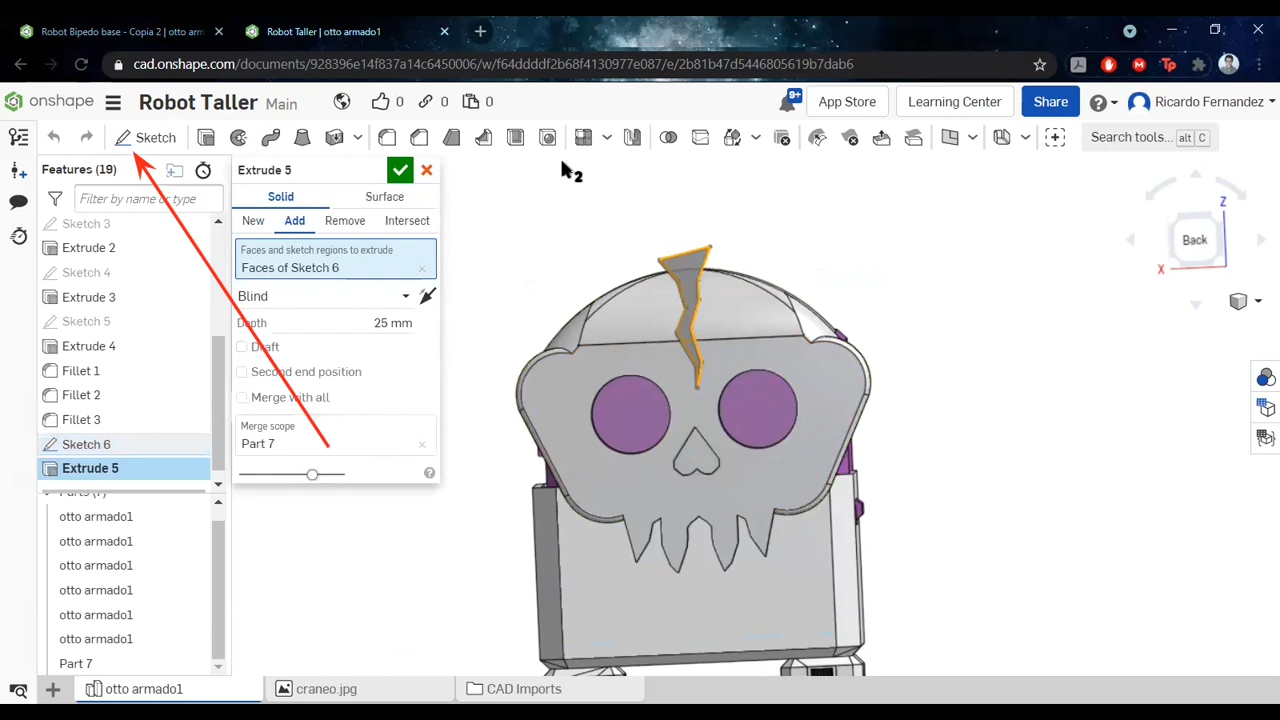 Robot Bipedo base - Copia 2 | otto arm
Robot Taller | otto armado1
cad.onshape.com/documents/928396e14f837a14c6450006/w/f64ddddf2b68f4130977e087/e/2b81b47d5446805619b7dab6
onshape
Robot Taller Main
0
0
0
9+
App Store
Learning Center
Share
Ricardo Fernandez
Sketch
Search tools... alt C
Features (19)
Filter by name or type
Sketch 3
Extrude 2
Sketch 4
Extrude 3
Sketch 5
Extrude 4
Fillet 1
Fillet 2
Fillet 3
Sketch 6
Extrude 5
Parts (7)
otto armado1
otto armado1
otto armado1
otto armado1
otto armado1
otto armado1
Part 7
Extrude 5
Solid
Surface
New
Add
Remove
Intersect
Faces and sketch regions to extrude
Faces of Sketch 6
Blind
Depth 25 mm
Draft
Second end position
Merge with all
Merge scope
Part 7
2
Z
Back
X
otto armado1
craneo.jpg
CAD Imports